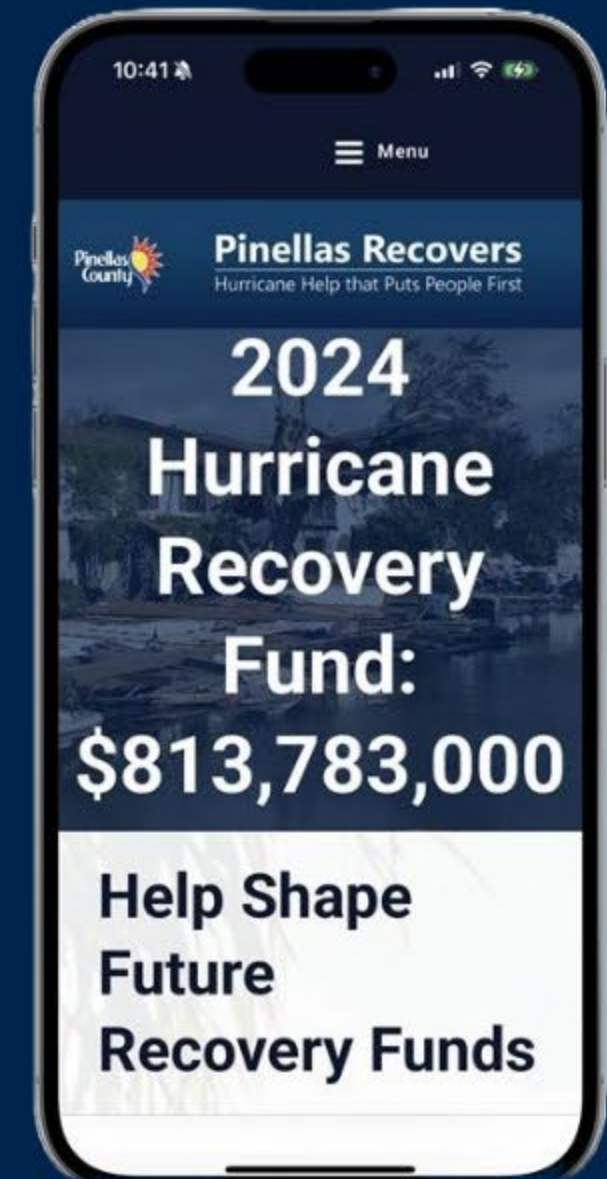 10:41
Menu
Pinellas
County
Pinellas Recovers
Hurricane Help that Puts People First
2024
Hurricane
Recovery
Fund:
$813,783,000
Help Shape
Future
Recovery Funds